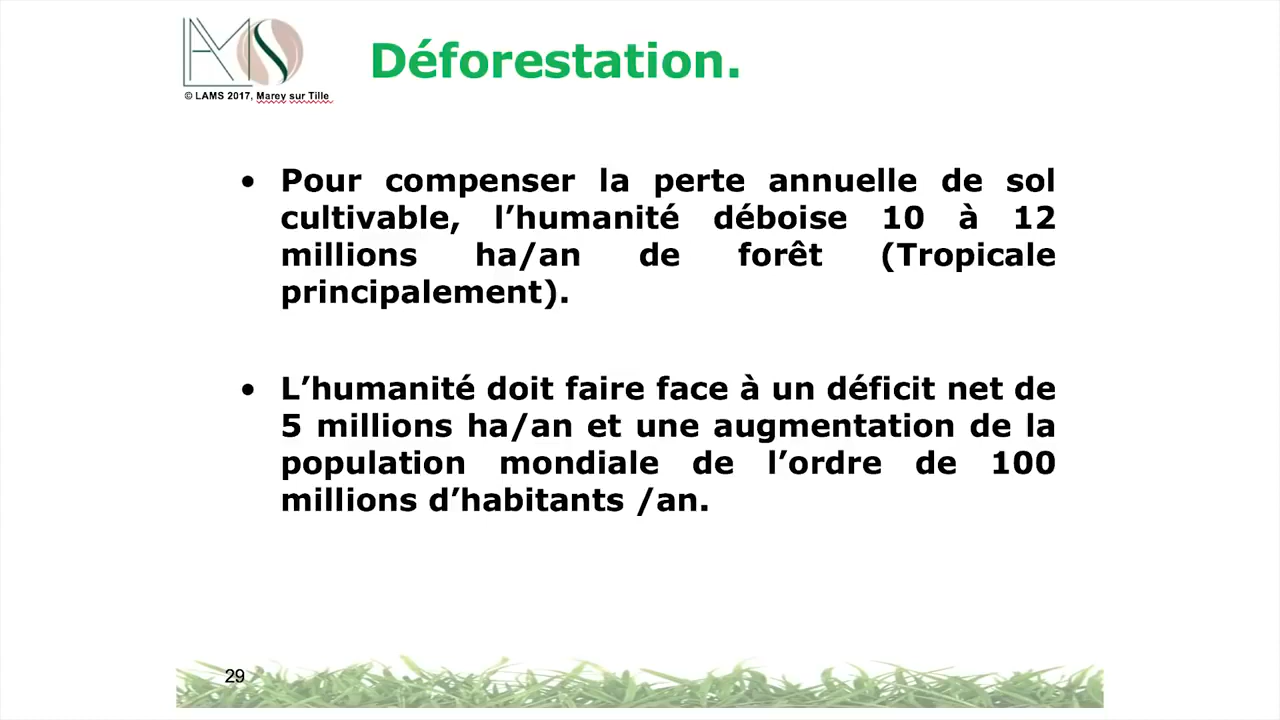 LAMS
© LAMS 2017, Marey sur Tille
Déforestation.
• Pour compenser la perte annuelle de sol
cultivable, l’humanité déboise 10 à 12
millions ha/an de forêt (Tropicale
principalement).
• L’humanité doit faire face à un déficit net de
5 millions ha/an et une augmentation de la
population mondiale de l’ordre de 100
millions d’habitants /an.
29